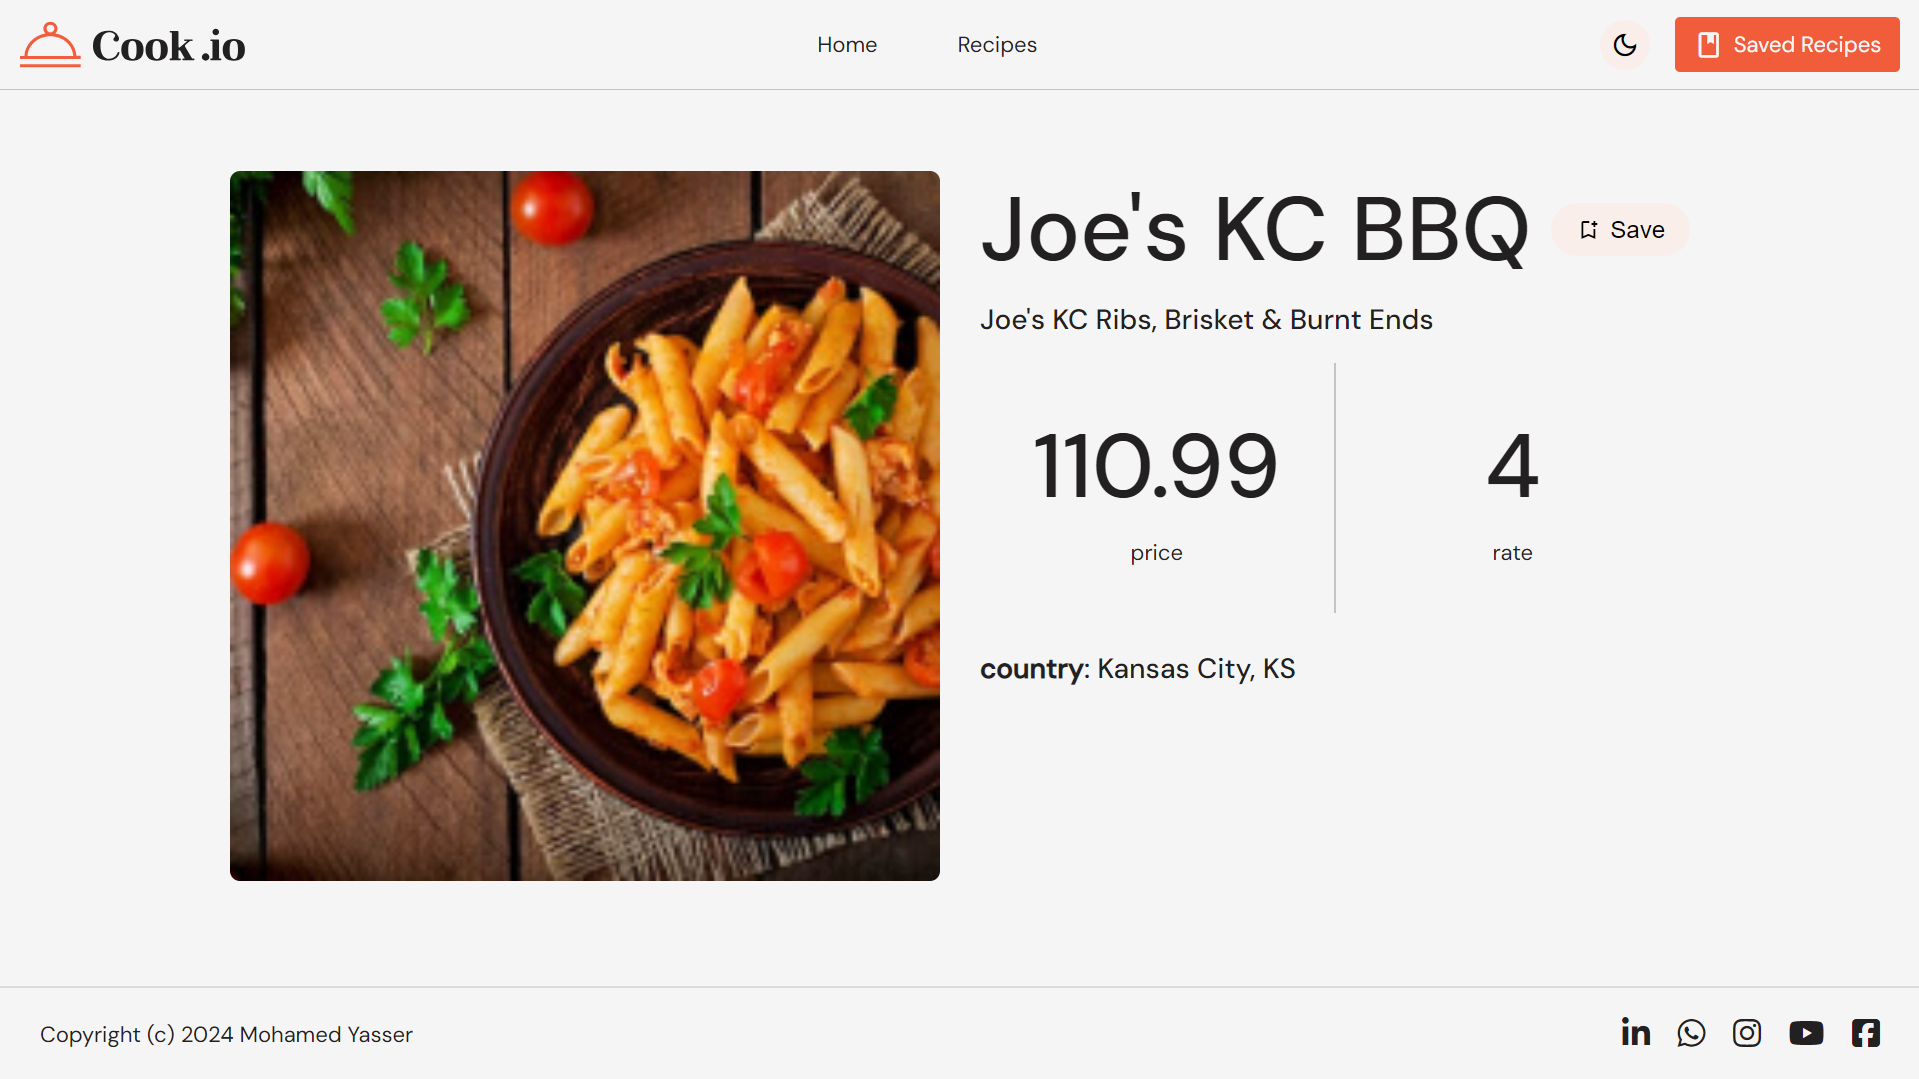 Cook.io
Home
Recipes
Saved Recipes
Joe's KC BBQ
Save
Joe's KC Ribs, Brisket & Burnt Ends
110.99
price
4
rate
country: Kansas City, KS
Copyright (c) 2024 Mohamed Yasser